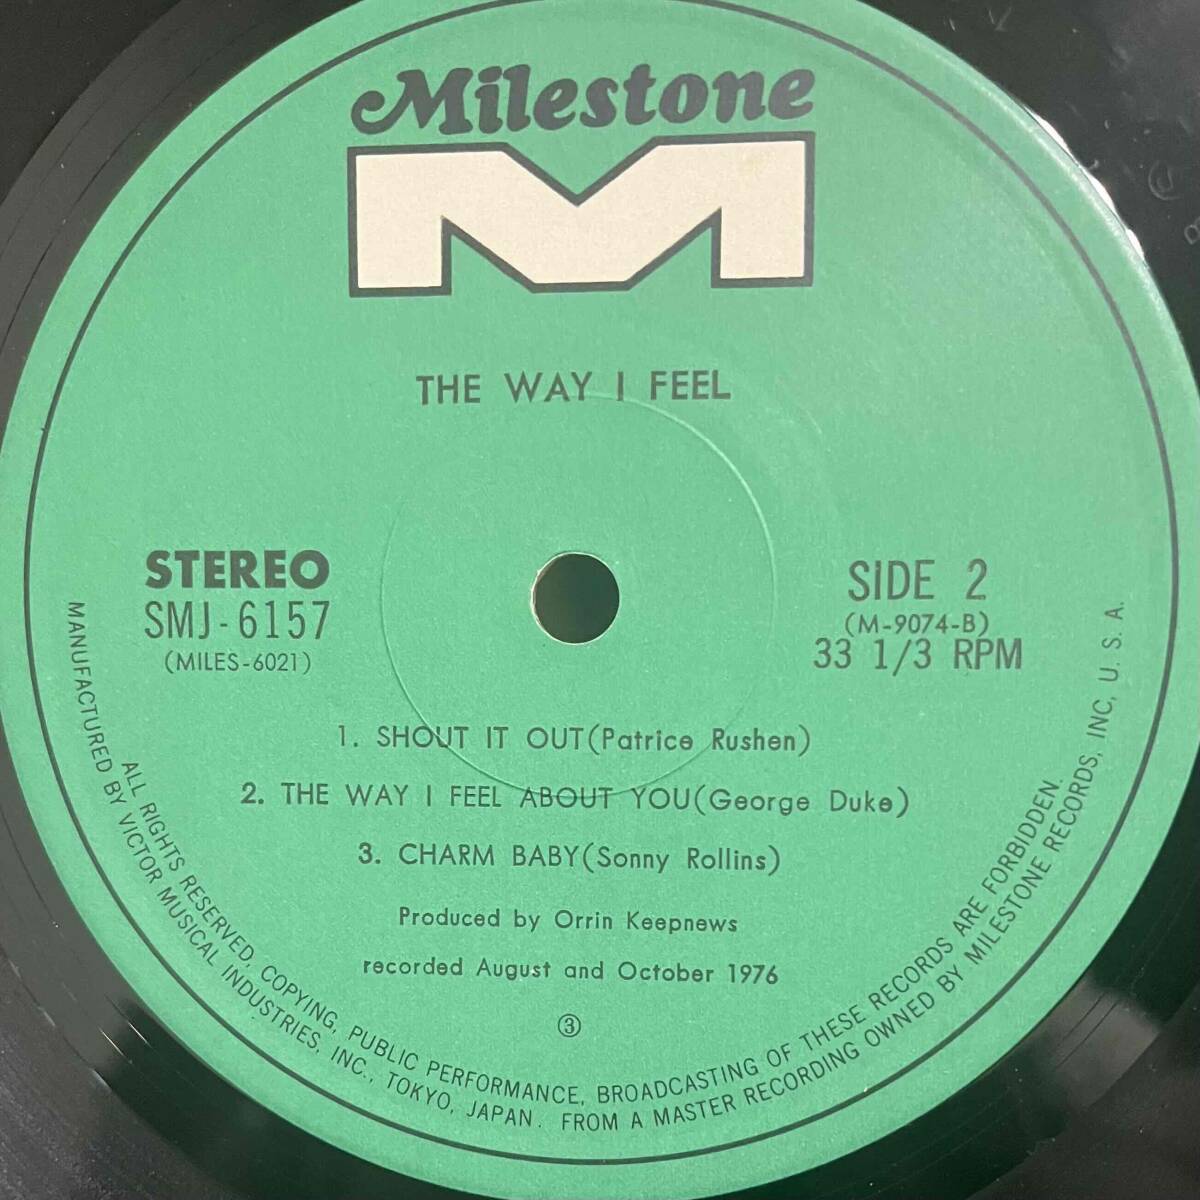 Milestone
THE WAY I FEEL
STEREO
SMJ-6157
(MILES-6021)
SIDE 2
(M-9074-B)
33 1/3 RPM
1. SHOUT IT OUT(Patrice Rushen)
2. THE WAY I FEEL ABOUT YOU(George Duke)
3. CHARM BABY(Sonny Rollins)
Produced by Orrin Keepnews
recorded August and October 1976
③
ALL RIGHTS RESERVED, COPYING, PUBLIC PERFORMANCE, BROADCASTING OF THESE RECORDS ARE FORBIDDEN.
MANUFACTURED BY VICTOR MUSICAL INDUSTRIES, INC., TOKYO, JAPAN. FROM A MASTER RECORDING OWNED BY MILESTONE RECORDS, INC, U. S. A.